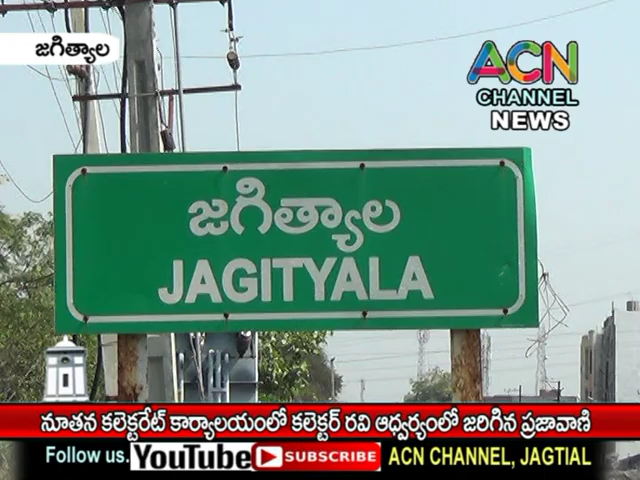 జగిత్యాల
ACN
CHANNEL
NEWS
జగిత్యాల
JAGITYALA
నూతన కలెక్టరేట్ కార్యాలయంలో కలెక్టర్ రవి ఆధ్వర్యంలో జరిగిన ప్రజావాణి
Follow us. YouTube SUBSCRIBE ACN CHANNEL, JAGTIAL